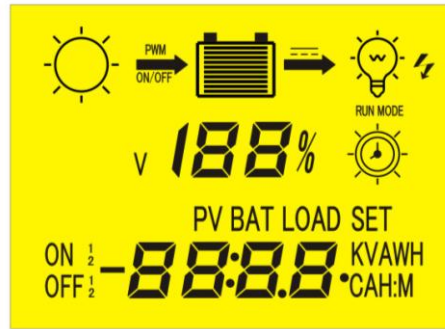 PWM
ON/OFF
RUN MODE
V 188%
PV BAT LOAD SET
ON 1 2 -88:8.8 KVAWH
OFF 1 2 °CAH:M